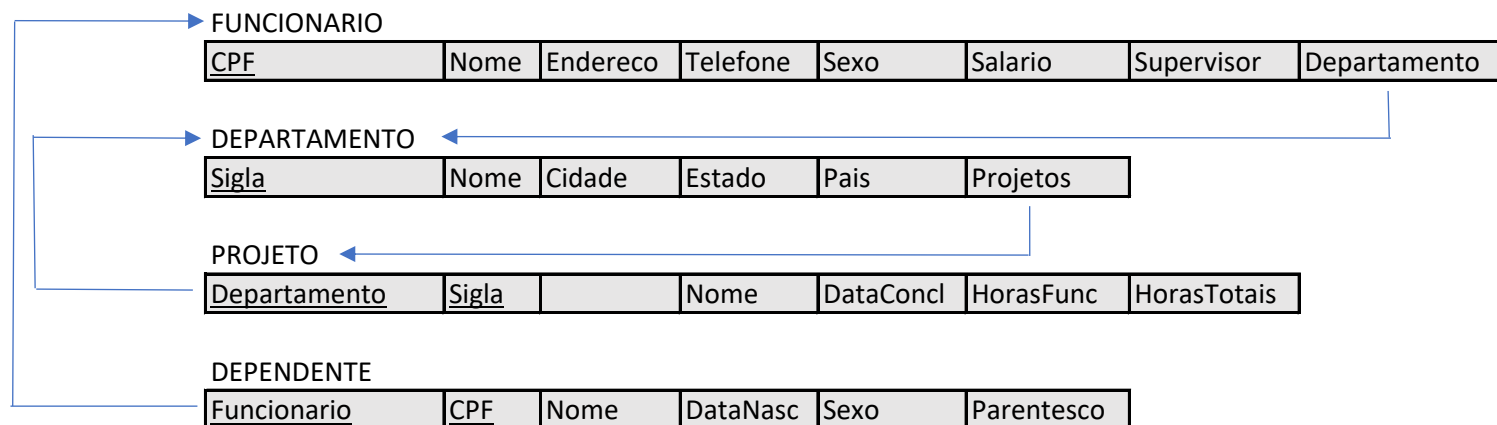 FUNCIONARIO
CPF Nome Endereco Telefone Sexo Salario Supervisor Departamento
DEPARTAMENTO
Sigla Nome Cidade Estado Pais Projetos
PROJETO
Departamento Sigla Nome DataConcl HorasFunc HorasTotais
DEPENDENTE
Funcionario CPF Nome DataNasc Sexo Parentesco